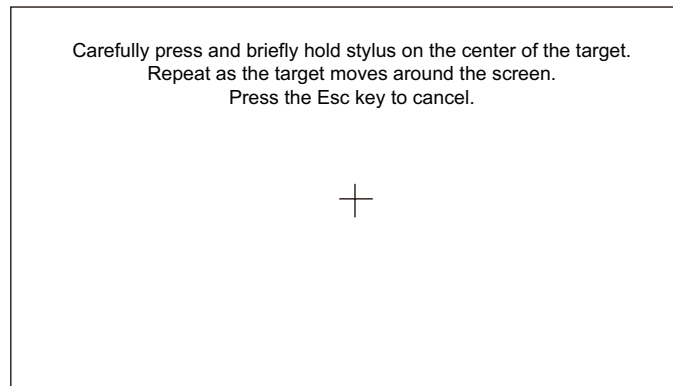 Carefully press and briefly hold stylus on the center of the target.
Repeat as the target moves around the screen.
Press the Esc key to cancel.